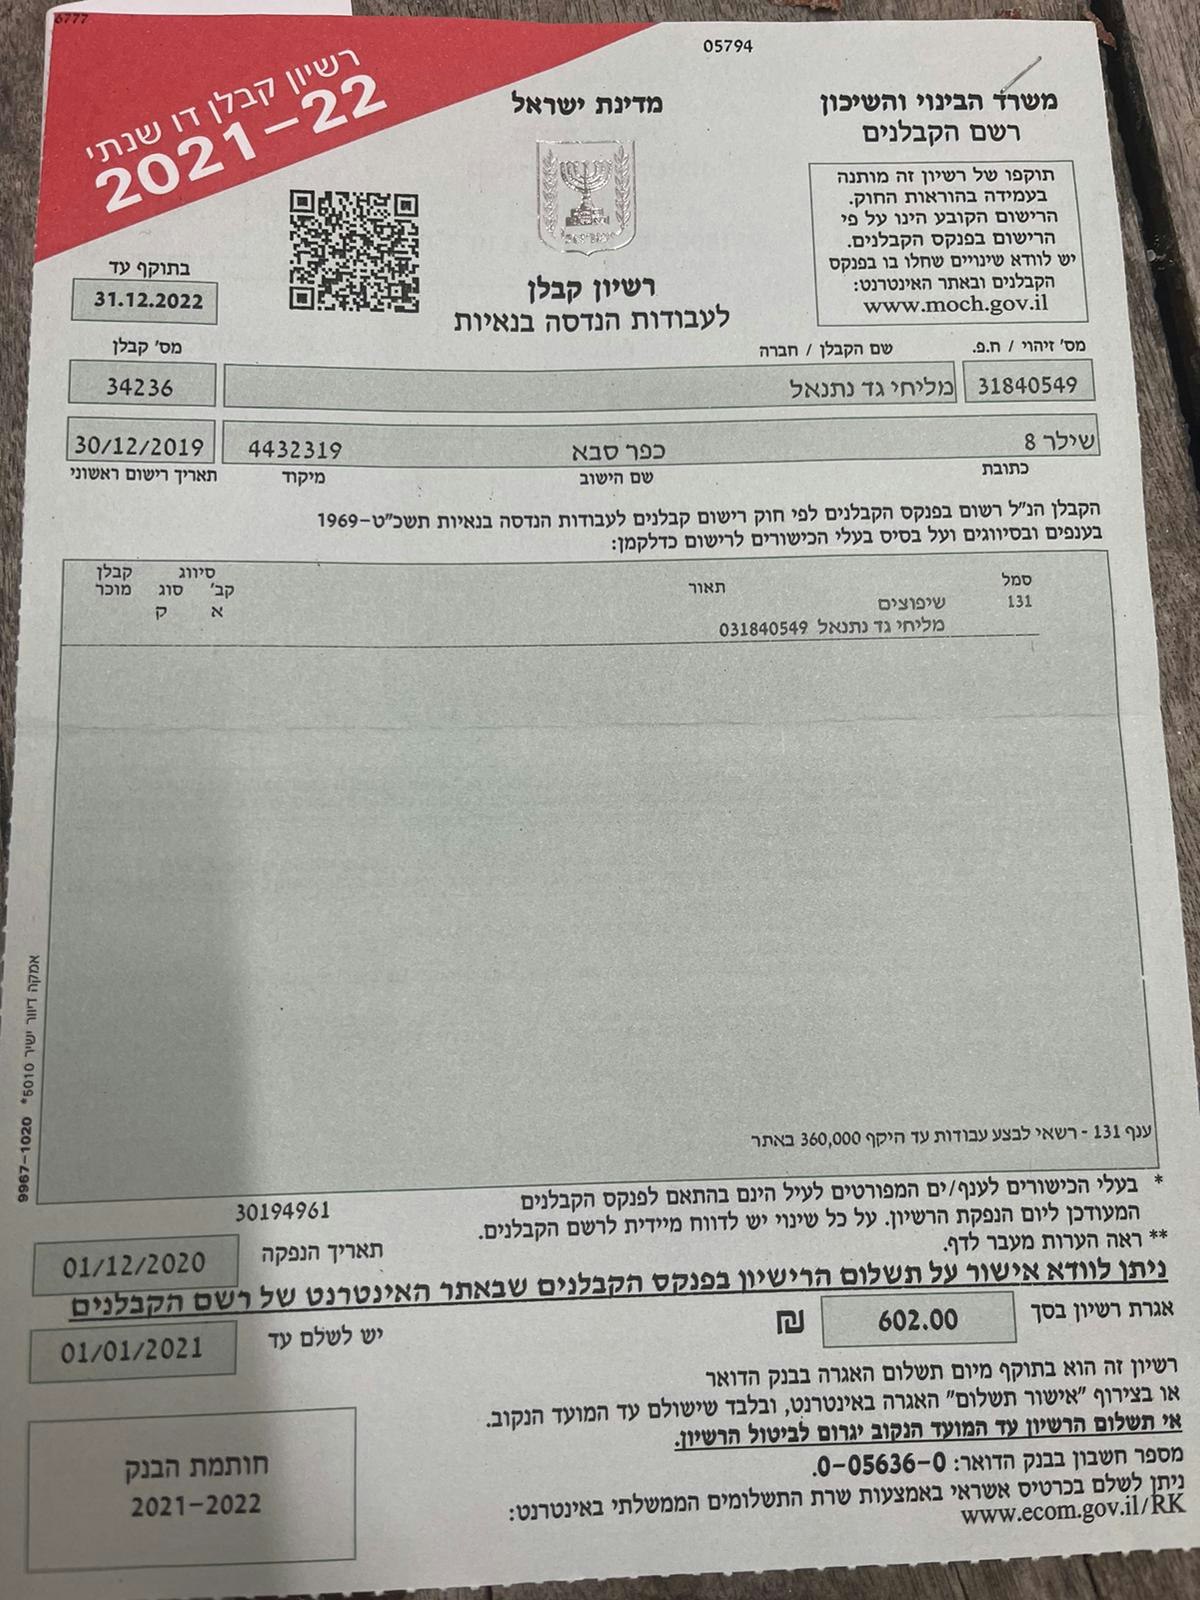 6777
05794
רשיון קבלן דו שנתי
2021-22
מדינת ישראל
משרד הבינוי והשיכון
רשם הקבלנים
תוקפו של רשיון זה מותנה
בעמידה בהוראות החוק.
הרישום הקובע הינו על פי
הרישום בפנקס הקבלנים.
יש לוודא שינויים שחלו בו בפנקס
הקבלנים ובאתר האינטרנט:
www.moch.gov.il
ישראל
רשיון קבלן
לעבודות הנדסה בנאיות
בתוקף עד
31.12.2022
מס' זיהוי / ח.פ. שם הקבלן / חברה מס' קבלן
31840549 מליחי גד נתנאל 34236
שילר 8 כפר סבא 4432319 30/12/2019
כתובת שם הישוב מיקוד תאריך רישום ראשוני
הקבלן הנ"ל רשום בפנקס הקבלנים לפי חוק רישום קבלנים לעבודות הנדסה בנאיות תשכ"ט-1969
בענפים ובסיווגים ועל בסיס בעלי הכישורים לרישום כדלקמן:
סמל תאור סיווג קבלן
קב' סוג מוכר
131 שיפוצים א ק
מליחי גד נתנאל 031840549
ענף 131 - רשאי לבצע עבודות עד היקף 360,000 באתר
אמקה דיוור ישיר 5010*
9967-1020
* בעלי הכישורים לענף/ים המפורטים לעיל הינם בהתאם לפנקס הקבלנים
המעודכן ליום הנפקת הרשיון. על כל שינוי יש לדווח מיידית לרשם הקבלנים.
** ראה הערות מעבר לדף.
30194961
תאריך הנפקה 01/12/2020
ניתן לוודא אישור על תשלום הרישיון בפנקס הקבלנים שבאתר האינטרנט של רשם הקבלנים
אגרת רשיון בסך 602.00 ₪
יש לשלם עד 01/01/2021
רשיון זה הוא בתוקף מיום תשלום האגרה בבנק הדואר
או בצירוף "אישור תשלום" האגרה באינטרנט, ובלבד שישולם עד המועד הנקוב.
אי תשלום הרשיון עד המועד הנקוב יגרום לביטול הרשיון.
מספר חשבון בבנק הדואר: 0-05636-0.
ניתן לשלם בכרטיס אשראי באמצעות שרת התשלומים הממשלתי באינטרנט:
www.ecom.gov.il/RK
חותמת הבנק
2021-2022